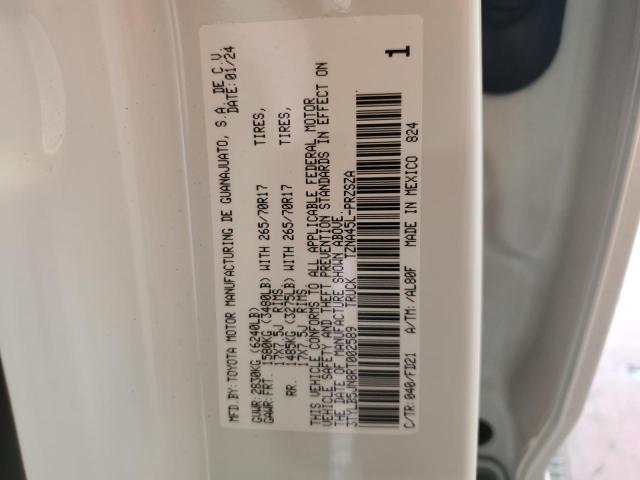 MFD.BY:TOYOTA MOTOR MANUFACTURING DE GUANAJUATO, S.A. DE C.V.
DATE:01/24
GVWR:2830KG (6240LB)
GAWR:FRT. 1580KG (3480LB) WITH 265/70R17 TIRES,
17X7.5J RIMS
RR. 1485KG (3275LB) WITH 265/70R17 TIRES,
17X7.5J RIMS
THIS VEHICLE CONFORMS TO ALL APPLICABLE FEDERAL MOTOR
VEHICLE SAFETY AND THEFT PREVENTION STANDARDS IN EFFECT ON
THE DATE OF MANUFACTURE SHOWN ABOVE.
3TYLB5JN8RT002589 TRUCK TZNA45L-PRZSZA
C/TR:040/FD21 A/TM:/AL80F MADE IN MEXICO 824
1